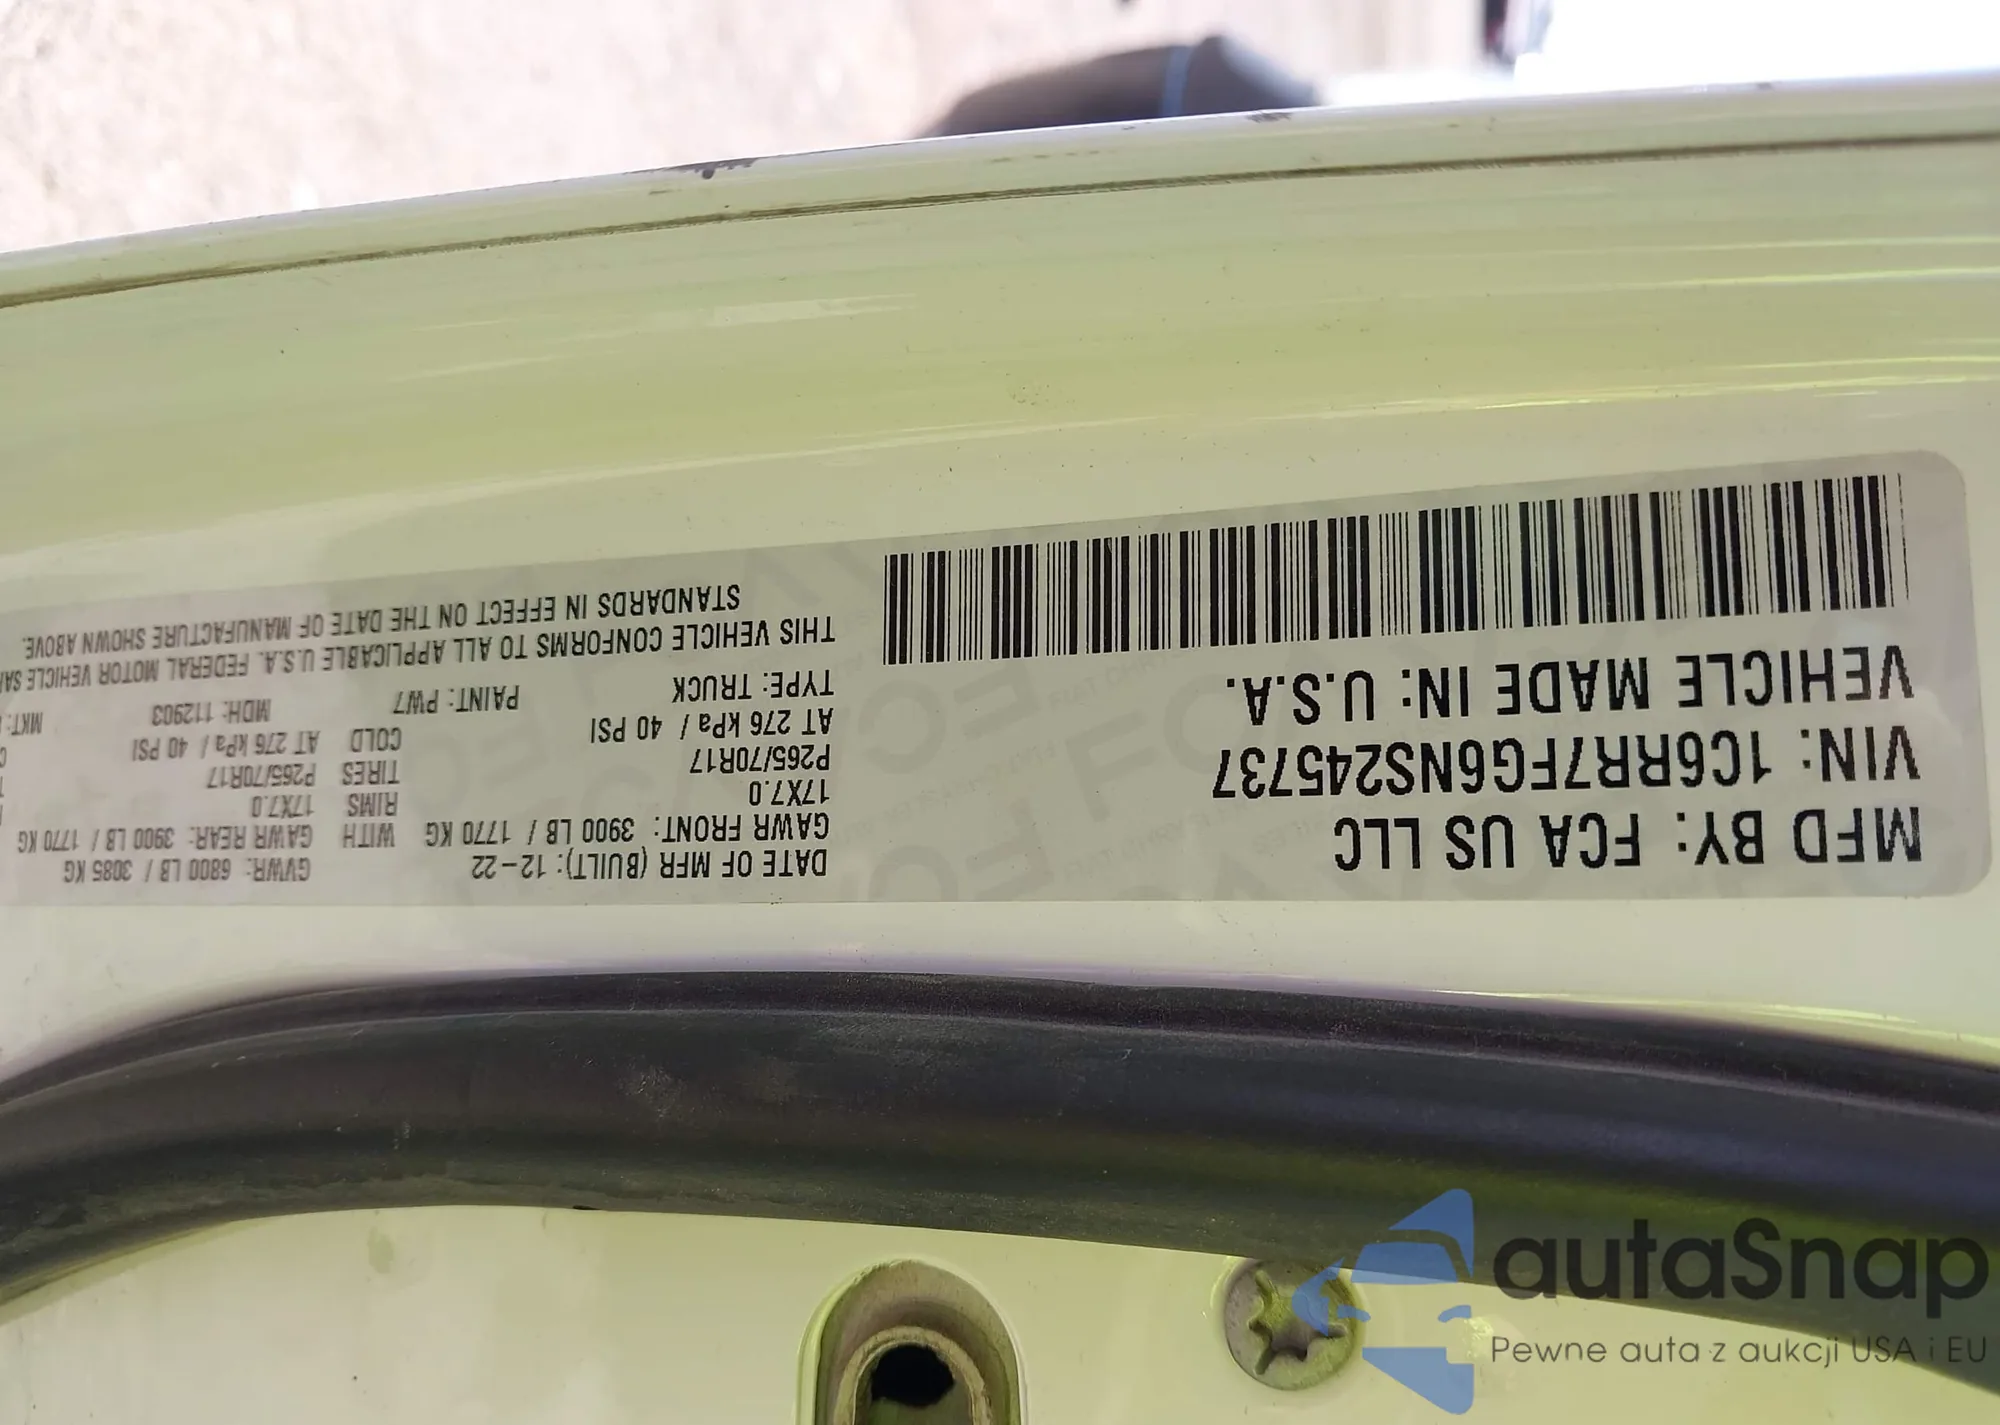 MFD BY: FCA US LLC
VIN: 1C6RR7FG6NS245737
VEHICLE MADE IN: U.S.A.
DATE OF MFR (BUILT): 12-22 GVWR: 6800 LB / 3085 KG
GAWR FRONT: 3900 LB / 1770 KG WITH GAWR REAR: 3900 LB / 1770 KG
17X7.0 RIMS 17X7.0
P265/70R17 TIRES P265/70R17
AT 276 kPa / 40 PSI COLD AT 276 kPa / 40 PSI
TYPE: TRUCK PAINT: PW7 MDH: 112903 MKT:
THIS VEHICLE CONFORMS TO ALL APPLICABLE U.S.A. FEDERAL MOTOR VEHICLE
STANDARDS IN EFFECT ON THE DATE OF MANUFACTURE SHOWN ABOVE.
autaSnap
Pewne auta z aukcji USA i EU